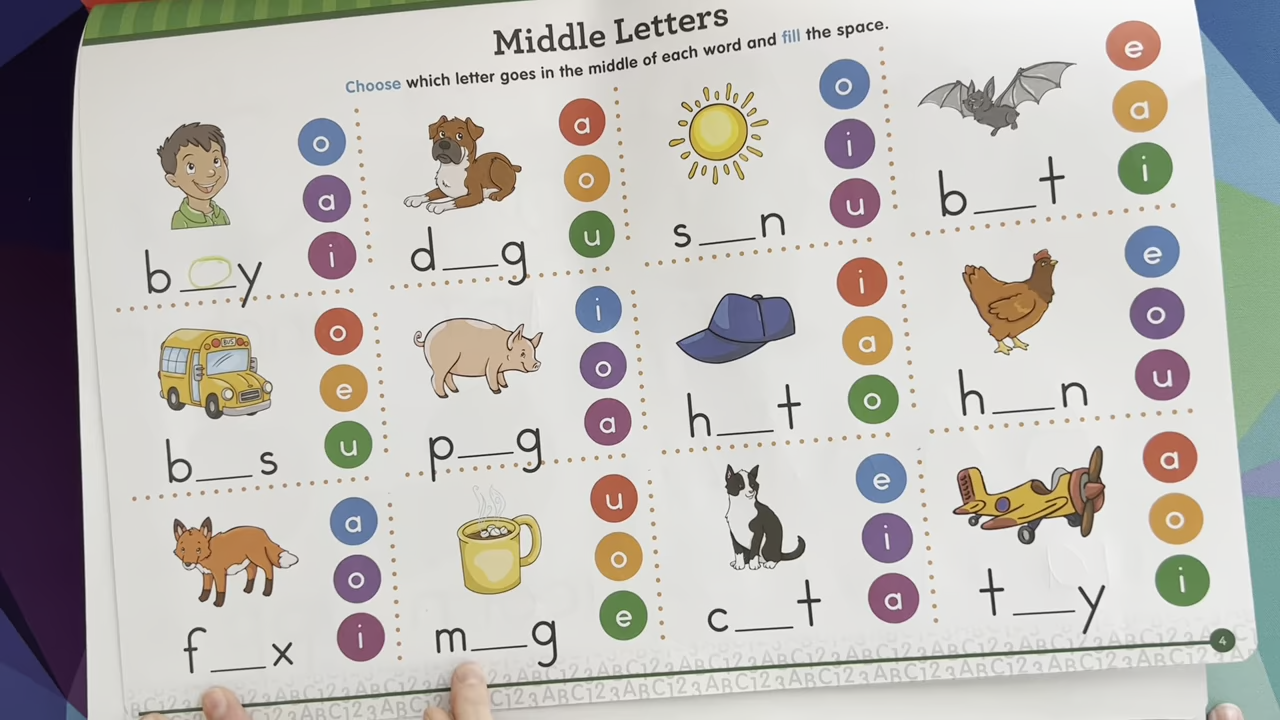 Middle Letters
Choose which letter goes in the middle of each word and fill the space.
o
a
i
b o y
a
o
u
d__g
o
i
u
s__n
e
a
i
b__t
BUS
o
e
u
b__s
i
o
a
p__g
i
a
o
h__t
e
o
u
h__n
a
o
i
f__x
u
o
e
m__g
e
i
a
c__t
a
o
i
t__y
4